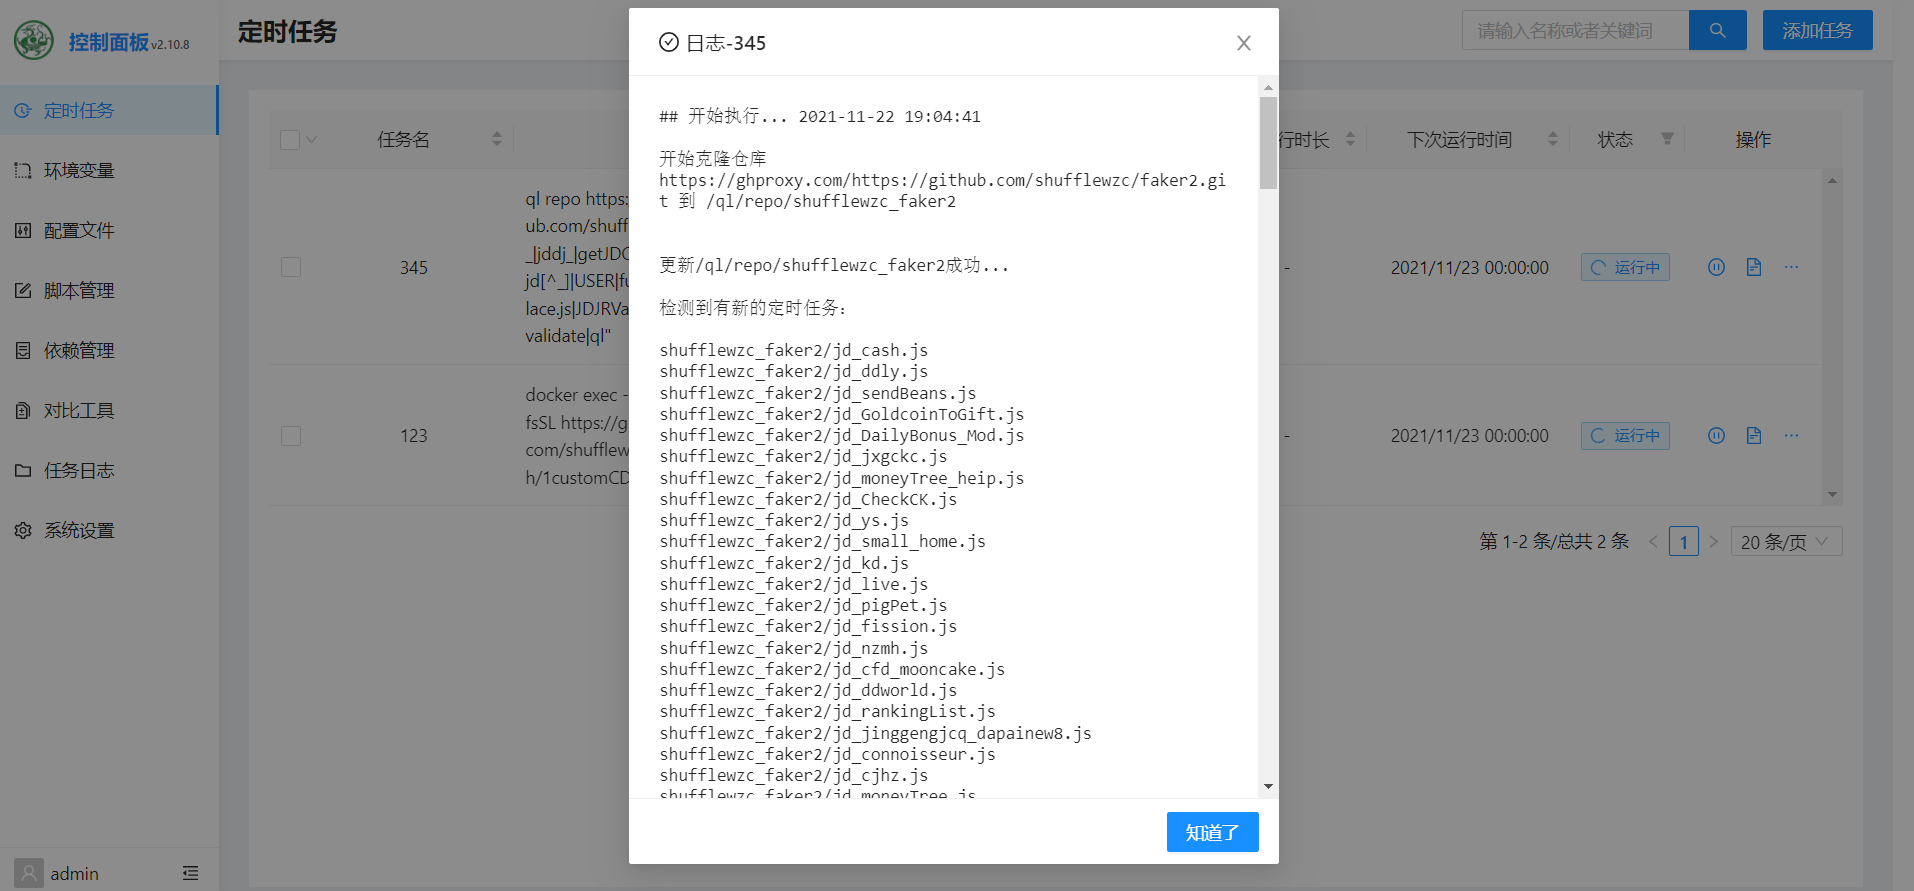 控制面板 v2.10.8
定时任务
环境变量
配置文件
脚本管理
依赖管理
对比工具
任务日志
系统设置
admin
定时任务
请输入名称或者关键词
添加任务
任务名
行时长
下次运行时间
状态
操作
345
ql repo https:
ub.com/shuff
_|jddj_|getJDC
jd[^_]|USER|fu
lace.js|JDJRVa
validate|ql"
-
2021/11/23 00:00:00
运行中
123
docker exec -
fsSL https://g
com/shufflew
h/1customCD
-
2021/11/23 00:00:00
运行中
第 1-2 条/总共 2 条
1
20 条/页
日志-345
## 开始执行... 2021-11-22 19:04:41
开始克隆仓库
https://ghproxy.com/https://github.com/shufflewzc/faker2.gi
t 到 /ql/repo/shufflewzc_faker2
更新/ql/repo/shufflewzc_faker2成功...
检测到有新的定时任务：
shufflewzc_faker2/jd_cash.js
shufflewzc_faker2/jd_ddly.js
shufflewzc_faker2/jd_sendBeans.js
shufflewzc_faker2/jd_GoldcoinToGift.js
shufflewzc_faker2/jd_DailyBonus_Mod.js
shufflewzc_faker2/jd_jxgckc.js
shufflewzc_faker2/jd_moneyTree_heip.js
shufflewzc_faker2/jd_CheckCK.js
shufflewzc_faker2/jd_ys.js
shufflewzc_faker2/jd_small_home.js
shufflewzc_faker2/jd_kd.js
shufflewzc_faker2/jd_live.js
shufflewzc_faker2/jd_pigPet.js
shufflewzc_faker2/jd_fission.js
shufflewzc_faker2/jd_nzmh.js
shufflewzc_faker2/jd_cfd_mooncake.js
shufflewzc_faker2/jd_ddworld.js
shufflewzc_faker2/jd_rankingList.js
shufflewzc_faker2/jd_jinggengjcq_dapainew8.js
shufflewzc_faker2/jd_connoisseur.js
shufflewzc_faker2/jd_cjhz.js
shufflewzc_faker2/jd_moneyTree.js
知道了